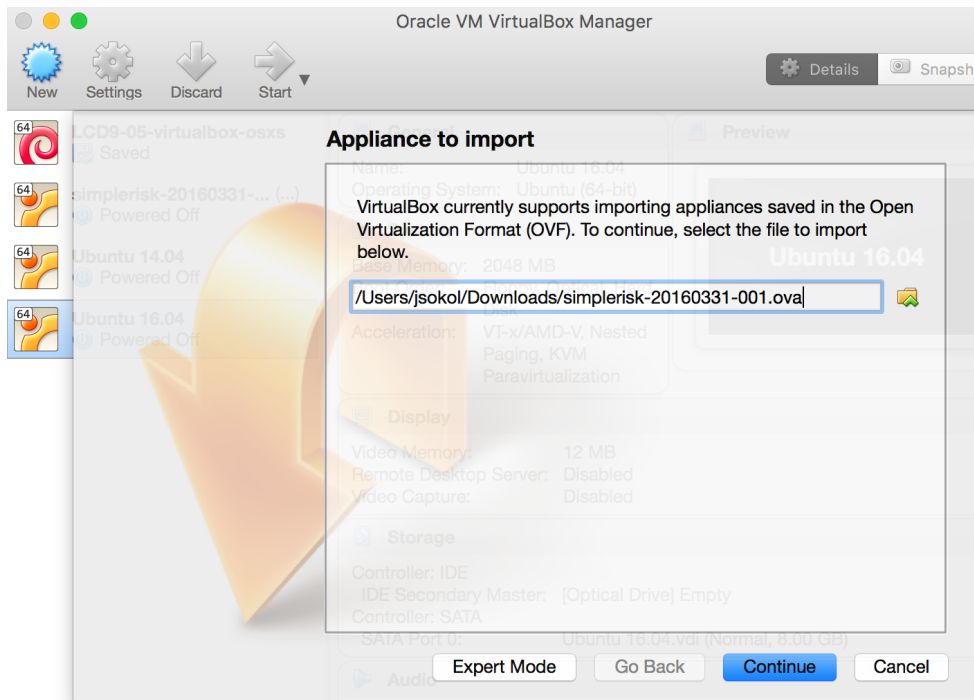 Oracle VM VirtualBox Manager
New
Settings
Discard
Start
Details
Snapsh
64
LCD9-05-virtualbox-osxs
Saved
64
simplerisk-20160331-... (...)
Powered Off
64
Ubuntu 14.04
Powered Off
64
Ubuntu 16.04
Powered Off
Appliance to import
General
Preview
Name: Ubuntu 16.04
Operating System: Ubuntu (64-bit)
VirtualBox currently supports importing appliances saved in the Open
Virtualization Format (OVF). To continue, select the file to import
below.
Ubuntu 16.04
Base Memory: 2048 MB
/Users/jsokol/Downloads/simplerisk-20160331-001.ova
Disk
Acceleration: VT-x/AMD-V, Nested
Paging, KVM
Paravirtualization
Display
Video Memory: 12 MB
Remote Desktop Server: Disabled
Video Capture: Disabled
Storage
Controller: IDE
IDE Secondary Master: [Optical Drive] Empty
Controller: SATA
SATA Port 0: Ubuntu 16.04.vdi (Normal, 8.00 GB)
Audio
Expert Mode
Go Back
Continue
Cancel